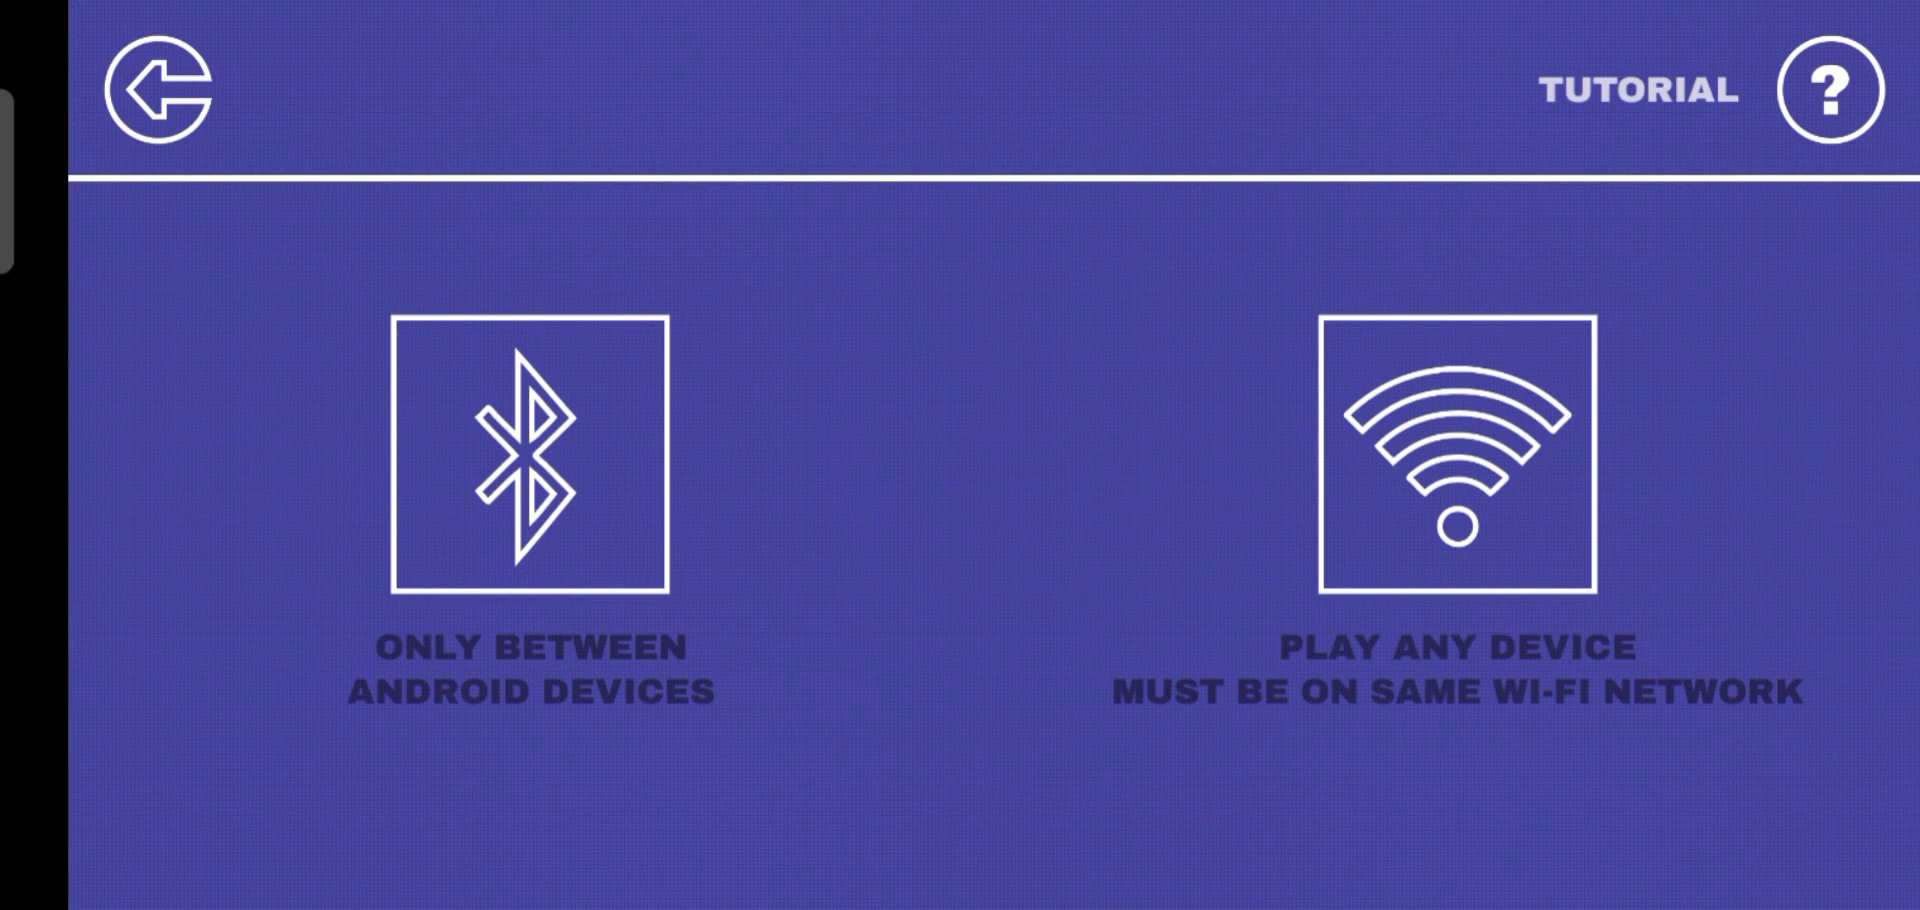 TUTORIAL
?
ONLY BETWEEN
ANDROID DEVICES
PLAY ANY DEVICE
MUST BE ON SAME WI-FI NETWORK